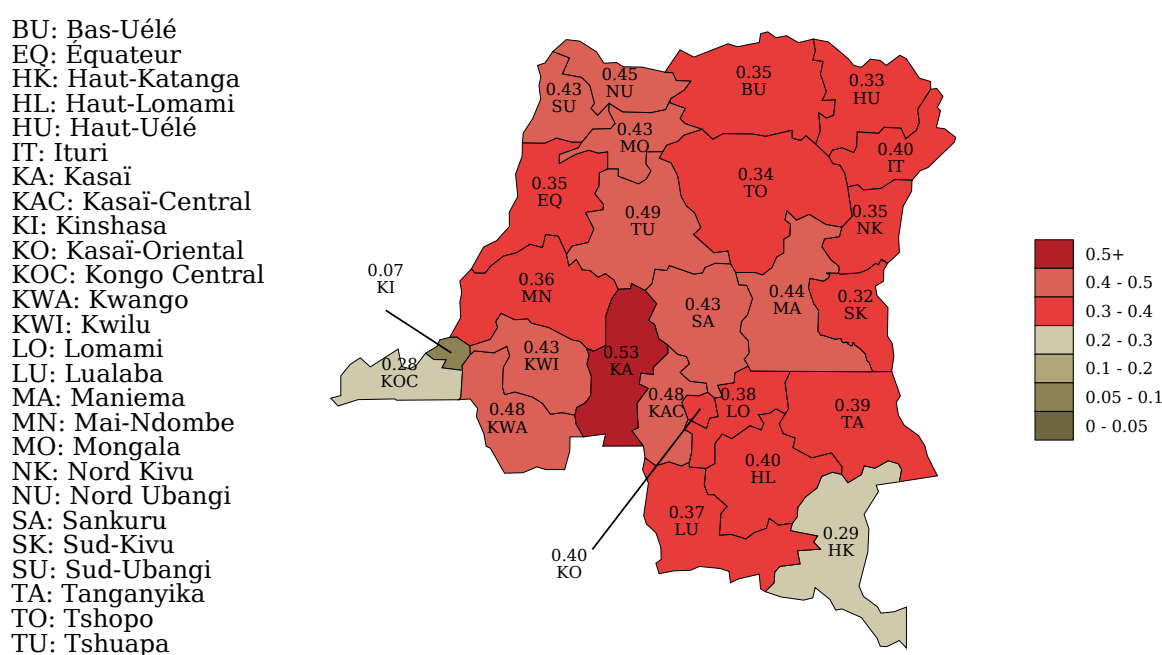 BU: Bas-Uélé
EQ: Équateur
HK: Haut-Katanga
HL: Haut-Lomami
HU: Haut-Uélé
IT: Ituri
KA: Kasaï
KAC: Kasaï-Central
KI: Kinshasa
KO: Kasaï-Oriental
KOC: Kongo Central
KWA: Kwango
KWI: Kwilu
LO: Lomami
LU: Lualaba
MA: Maniema
MN: Mai-Ndombe
MO: Mongala
NK: Nord Kivu
NU: Nord Ubangi
SA: Sankuru
SK: Sud-Kivu
SU: Sud-Ubangi
TA: Tanganyika
TO: Tshopo
TU: Tshuapa
0.45
NU
0.43
SU
0.35
BU
0.33
HU
0.43
MO
0.40
IT
0.35
EQ
0.34
TO
0.49
TU
0.35
NK
0.07
KI
0.36
MN
0.43
SA
0.44
MA
0.32
SK
0.28
KOC
0.43
KWI
0.53
KA
0.48
KWA
0.48
KAC
0.38
LO
0.39
TA
0.40
HL
0.37
LU
0.40
KO
0.29
HK
0.5+
0.4 - 0.5
0.3 - 0.4
0.2 - 0.3
0.1 - 0.2
0.05 - 0.1
0 - 0.05